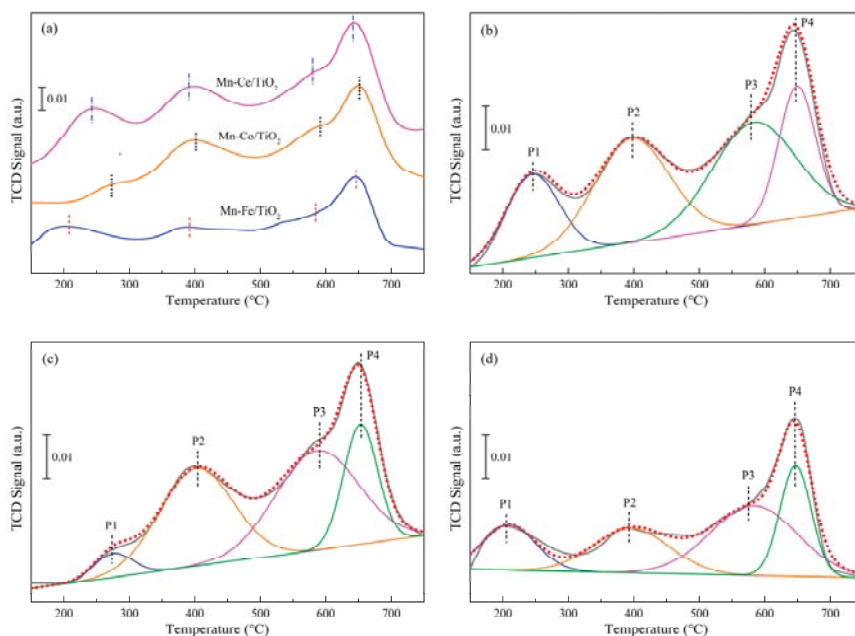 (a)
0.01
Mn-Ce/TiO2
Mn-Co/TiO2
Mn-Fe/TiO2
TCD Signal (a.u.)
200 300 400 500 600 700
Temperature (°C)
(b)
0.01
P1
P2
P3
P4
TCD Signal (a.u.)
200 300 400 500 600 700
Temperature (°C)
(c)
0.01
P1
P2
P3
P4
TCD Signal (a.u.)
200 300 400 500 600 700
Temperature (°C)
(d)
0.01
P1
P2
P3
P4
TCD Signal (a.u.)
200 300 400 500 600 700
Temperature (°C)